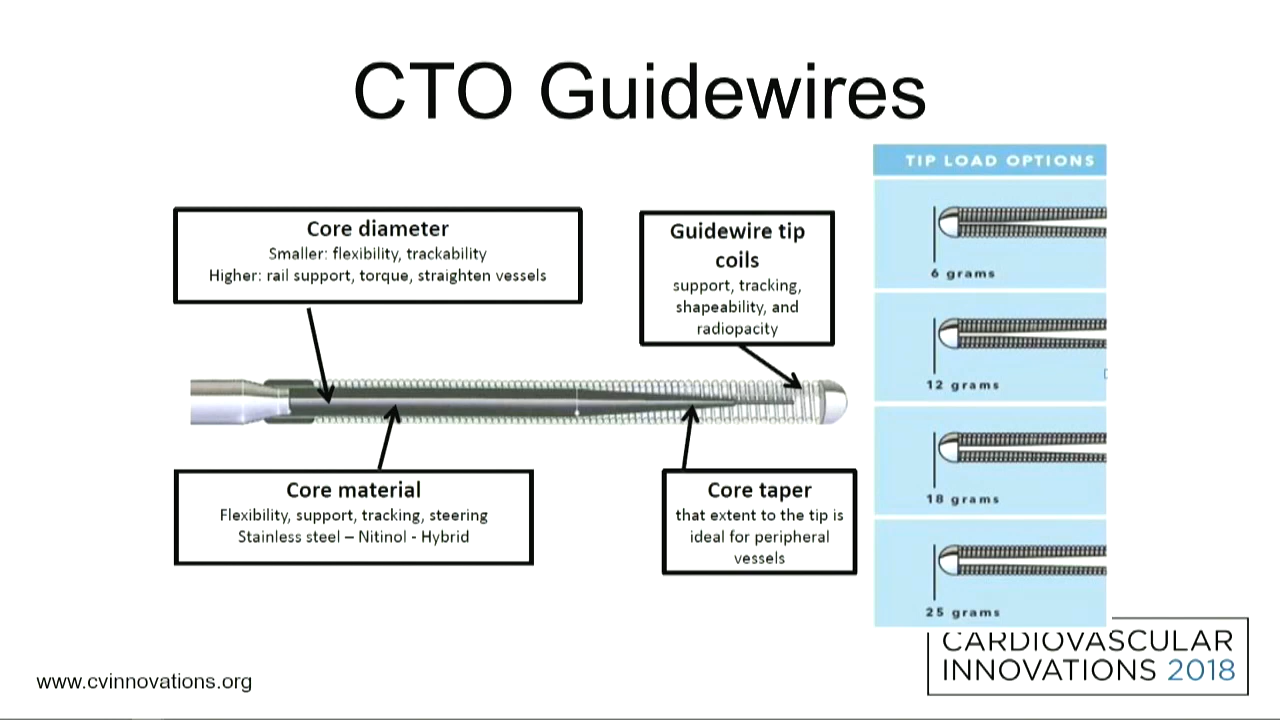 CTO Guidewires
TIP LOAD OPTIONS
Core diameter
Smaller: flexibility, trackability
Higher: rail support, torque, straighten vessels
Guidewire tip
coils
support, tracking,
shapeability, and
radiopacity
6 grams
12 grams
18 grams
25 grams
Core material
Flexibility, support, tracking, steering
Stainless steel – Nitinol - Hybrid
Core taper
that extent to the tip is
ideal for peripheral
vessels
CARDIOVASCULAR
INNOVATIONS 2018
www.cvinnovations.org